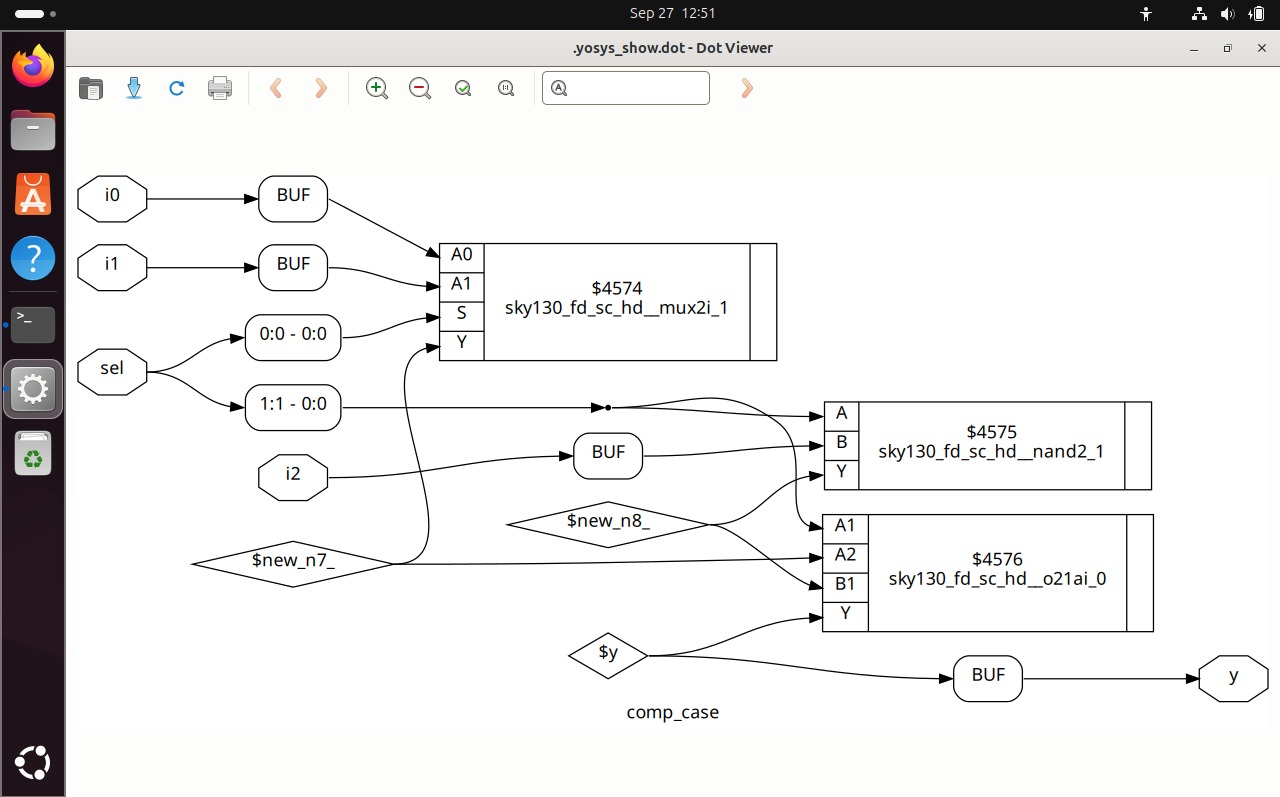 Sep 27 12:51
.yosys_show.dot - Dot Viewer
i0
BUF
i1
BUF
A0
A1
S
Y
$4574
sky130_fd_sc_hd__mux2i_1
0:0 - 0:0
sel
1:1 - 0:0
A
B
Y
$4575
sky130_fd_sc_hd__nand2_1
BUF
i2
$new_n8_
A1
A2
B1
Y
$4576
sky130_fd_sc_hd__o21ai_0
$new_n7_
$y
BUF
y
comp_case